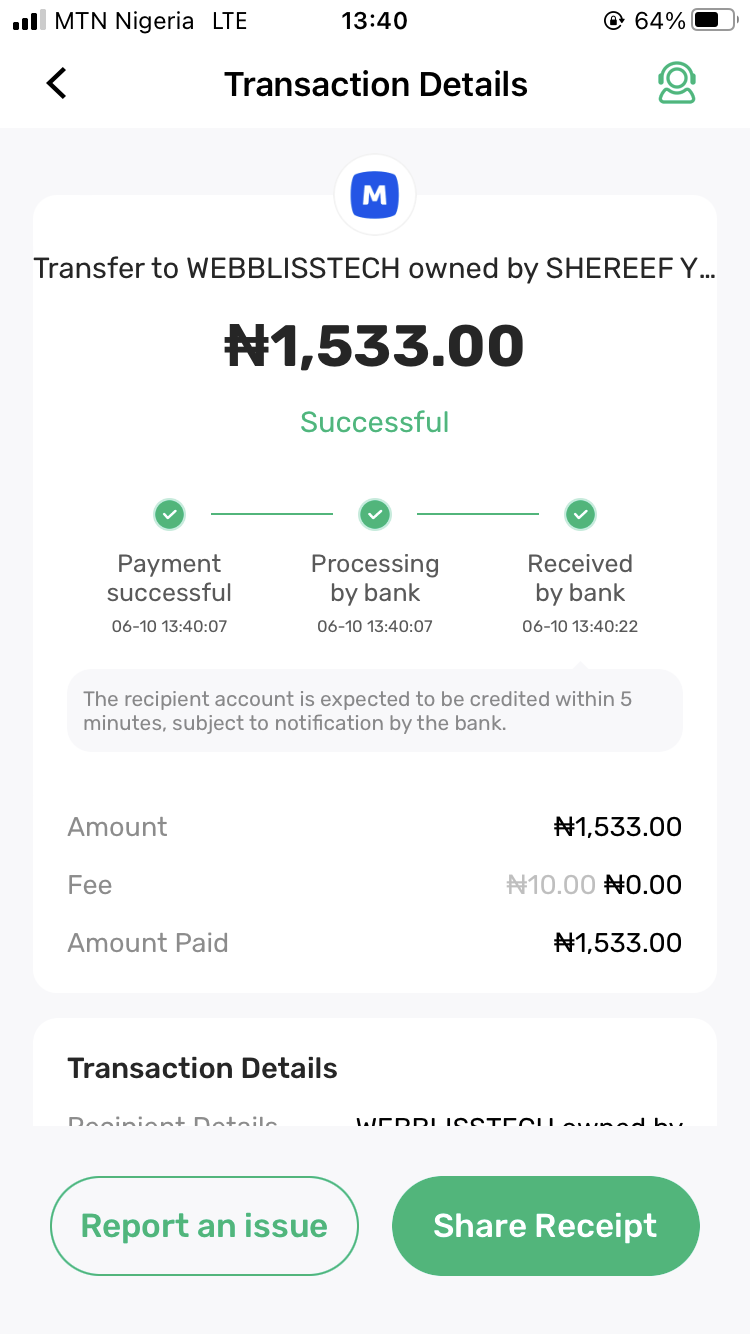 MTN Nigeria LTE 13:40 64%
Transaction Details
M
Transfer to WEBBLISSTECH owned by SHEREEF Y...
₦1,533.00
Successful
Payment successful
06-10 13:40:07
Processing by bank
06-10 13:40:07
Received by bank
06-10 13:40:22
The recipient account is expected to be credited within 5
minutes, subject to notification by the bank.
Amount ₦1,533.00
Fee ₦10.00 ₦0.00
Amount Paid ₦1,533.00
Transaction Details
Recipient Details WEBBLISSTECH owned by
Report an issue
Share Receipt